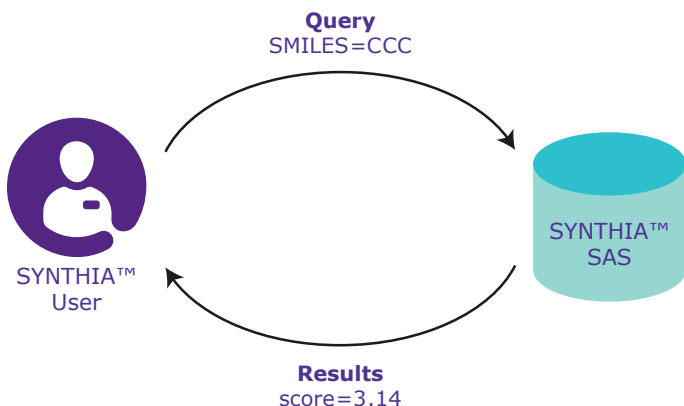 Query
SMILES=CCC
SYNTHIA™
User
SYNTHIA™
SAS
Results
score=3.14